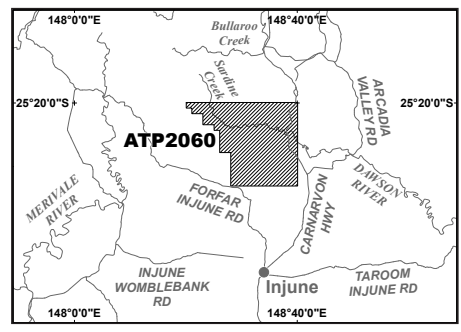 148°0'0"E
148°40'0"E
Bullaroo
Creek
Sardine
Creek
25°20'0"S
25°20'0"S
ARCADIA
VALLEY RD
ATP2060
MERIVALE
RIVER
FORFAR
INJUNE RD
CARNARVON
HWY
DAWSON
RIVER
INJUNE
WOMBLEBANK
RD
Injune
TAROOM
INJUNE RD
148°0'0"E
148°40'0"E